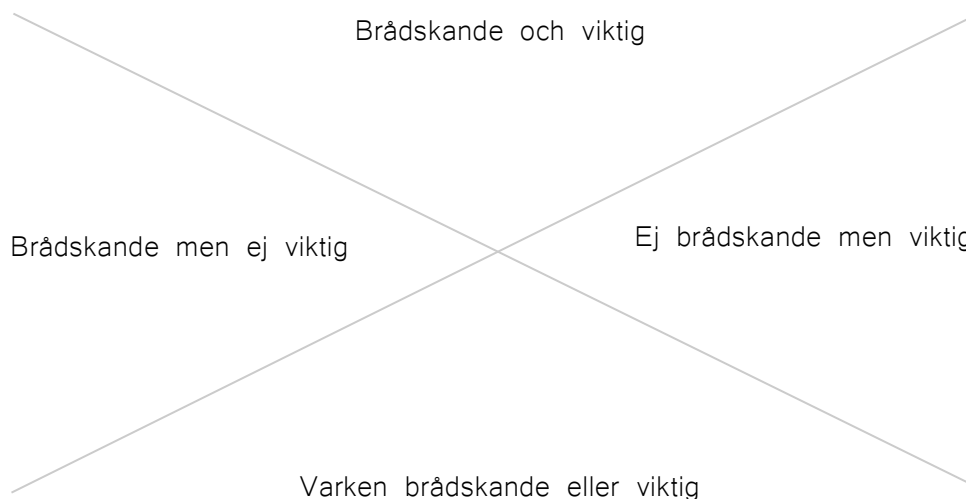 Brådskande och viktig
Brådskande men ej viktig
Ej brådskande men viktig
Varken brådskande eller viktig